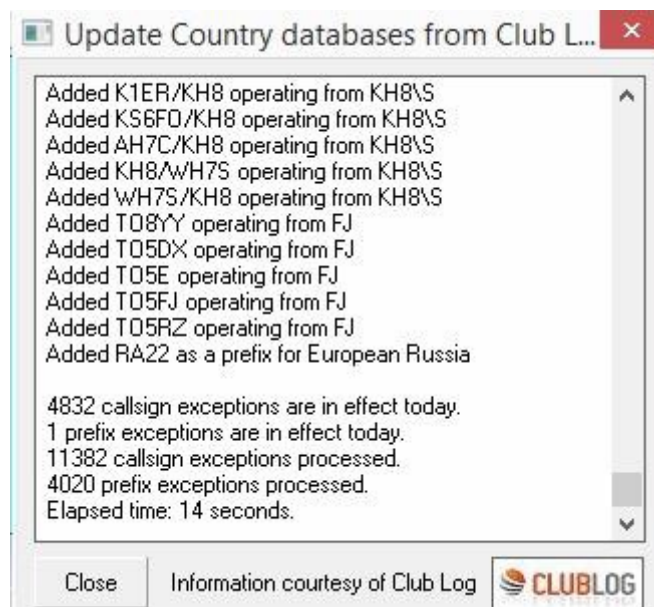 Update Country databases from Club L...
Added K1ER/KH8 operating from KH8\S
Added KS6FO/KH8 operating from KH8\S
Added AH7C/KH8 operating from KH8\S
Added KH8/WH7S operating from KH8\S
Added WH7S/KH8 operating from KH8\S
Added TO8YY operating from FJ
Added TO5DX operating from FJ
Added TO5E operating from FJ
Added TO5FJ operating from FJ
Added TO5RZ operating from FJ
Added RA22 as a prefix for European Russia
4832 callsign exceptions are in effect today.
1 prefix exceptions are in effect today.
11382 callsign exceptions processed.
4020 prefix exceptions processed.
Elapsed time: 14 seconds.
Close
Information courtesy of Club Log
CLUBLOG